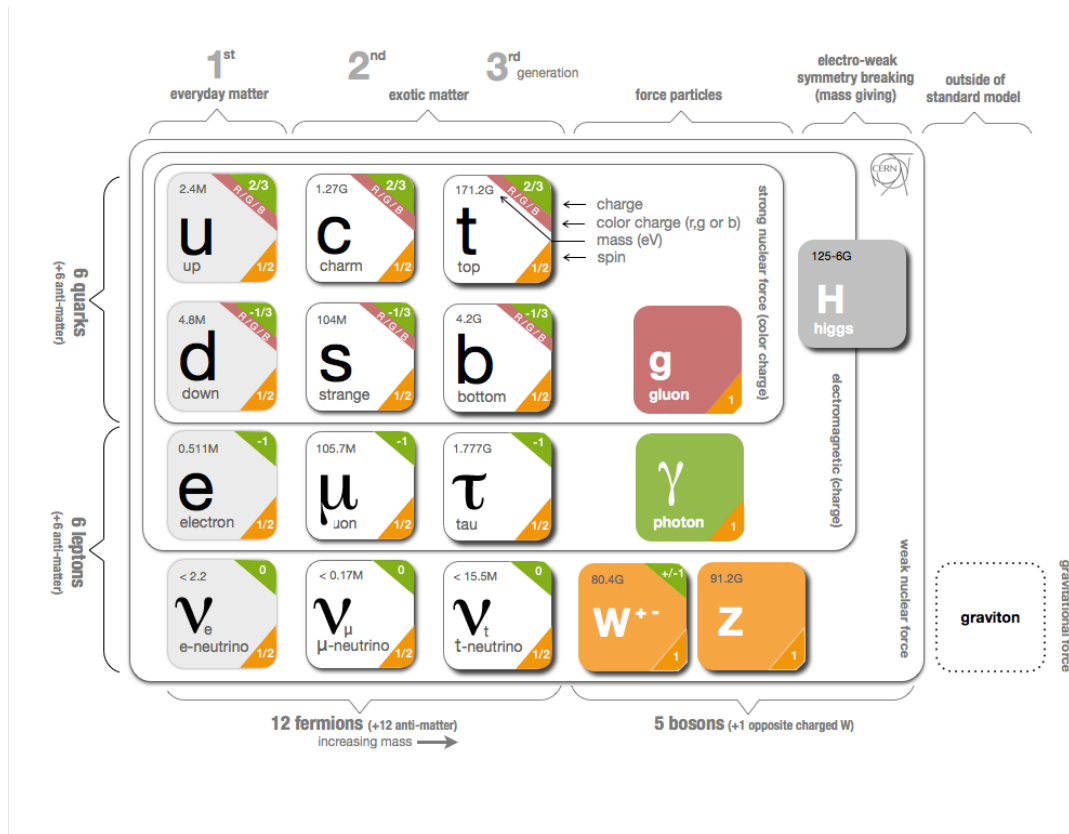 1st
2nd
3rd generation
everyday matter
exotic matter
force particles
electro-weak
symmetry breaking
(mass giving)
outside of
standard model
CERN
6 quarks
(+6 anti-matter)
2.4M
2/3
R/G/B
u
up
1/2
1.27G
2/3
R/G/B
c
charm
1/2
171.2G
2/3
R/G/B
t
top
1/2
charge
color charge (r,g or b)
mass (eV)
spin
strong nuclear force (color charge)
125-6G
H
higgs
4.8M
-1/3
R/G/B
d
down
1/2
104M
-1/3
R/G/B
s
strange
1/2
4.2G
-1/3
R/G/B
b
bottom
1/2
g
gluon
1
electromagnetic (charge)
6 leptons
(+6 anti-matter)
0.511M
-1
e
electron
1/2
105.7M
-1
μ
uon
1/2
1.777G
-1
τ
tau
1/2
γ
photon
1
weak nuclear force
< 2.2
0
νe
e-neutrino
1/2
< 0.17M
0
νμ
μ-neutrino
1/2
< 15.5M
0
νt
t-neutrino
1/2
80.4G
+/-1
W+-
1
91.2G
Z
1
graviton
gravitational force
12 fermions (+12 anti-matter)
increasing mass
5 bosons (+1 opposite charged W)